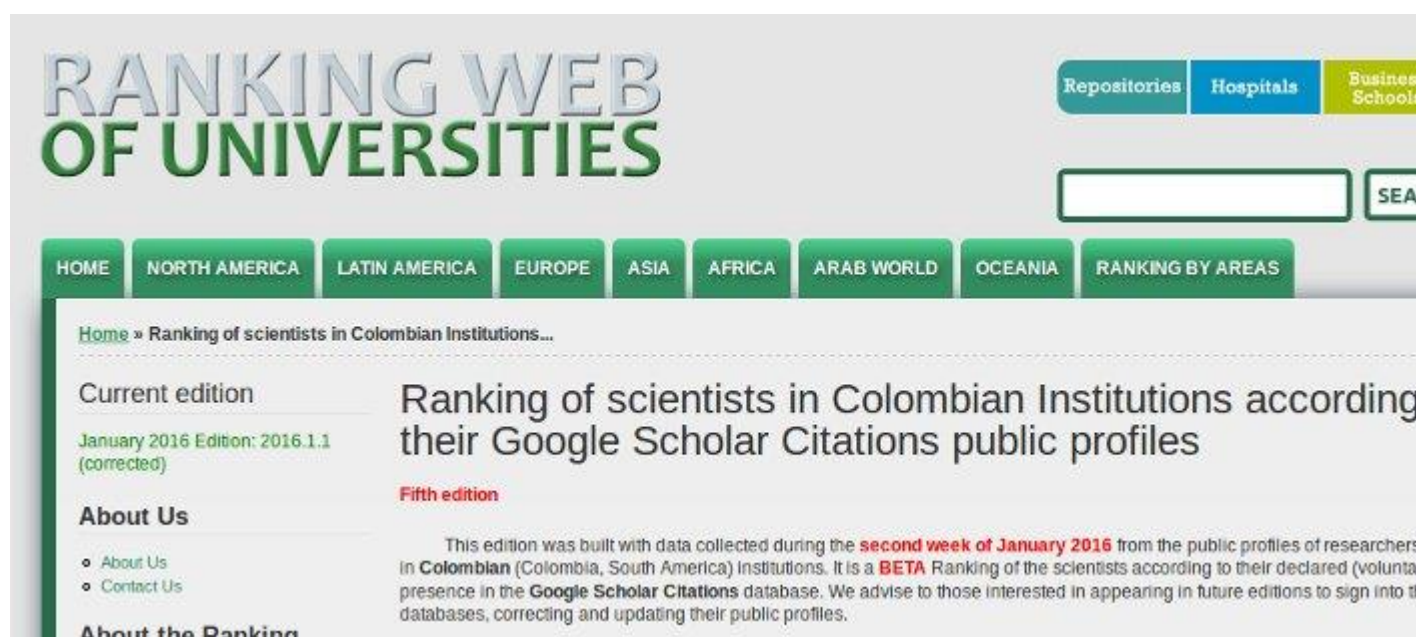 RANKING WEB
OF UNIVERSITIES
Repositories
Hospitals
Business
Schools
SEA
HOME
NORTH AMERICA
LATIN AMERICA
EUROPE
ASIA
AFRICA
ARAB WORLD
OCEANIA
RANKING BY AREAS
Home » Ranking of scientists in Colombian Institutions...
Current edition
January 2016 Edition: 2016.1.1
(corrected)
About Us
About Us
Contact Us
About the Ranking
Ranking of scientists in Colombian Institutions according
their Google Scholar Citations public profiles
Fifth edition
This edition was built with data collected during the second week of January 2016 from the public profiles of researchers
in Colombian (Colombia, South America) institutions. It is a BETA Ranking of the scientists according to their declared (volunta
presence in the Google Scholar Citations database. We advise to those interested in appearing in future editions to sign into th
databases, correcting and updating their public profiles.